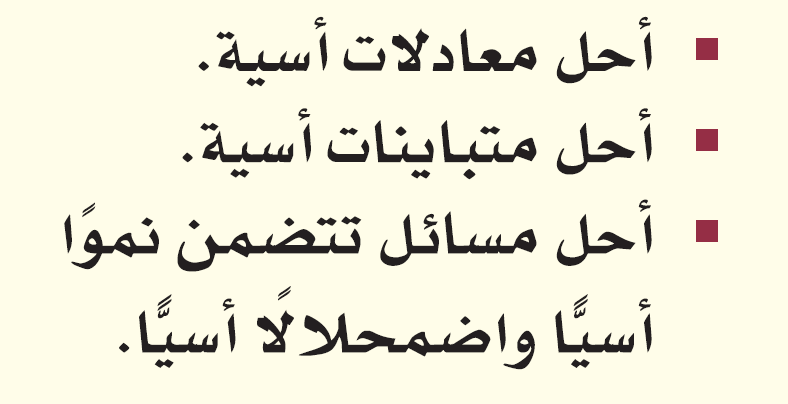 أحل معادلات أسية.
أحل متباينات أسية.
أحل مسائل تتضمن نموًا
أسيًّا واضمحلالًا أسيًّا.